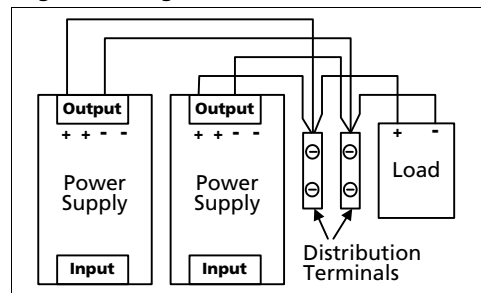 Output
+ + - -
Power
Supply
Input
Output
+ + - -
Power
Supply
Input
+ -
Load
Distribution
Terminals